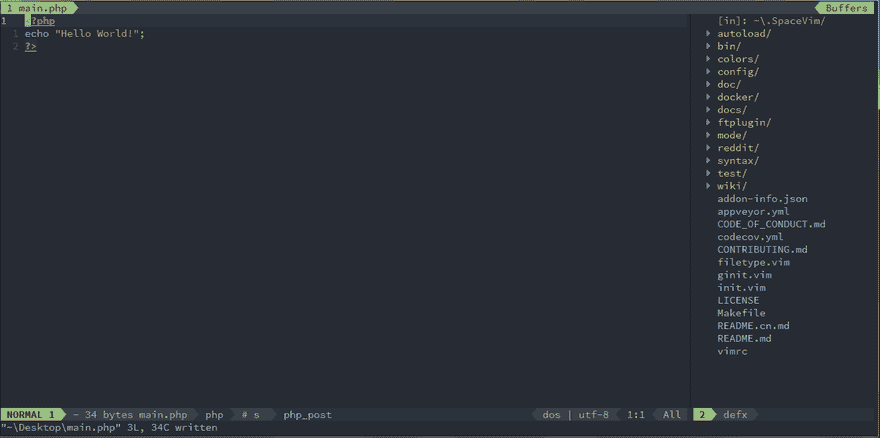 1 main.php
Buffers
1 <?php
1 echo "Hello World!";
2 ?>
[in]: ~\.SpaceVim/
autoload/
bin/
colors/
config/
doc/
docker/
docs/
ftplugin/
mode/
reddit/
syntax/
test/
wiki/
addon-info.json
appveyor.yml
CODE_OF_CONDUCT.md
codecov.yml
CONTRIBUTING.md
filetype.vim
ginit.vim
init.vim
LICENSE
Makefile
README.cn.md
README.md
vimrc
NORMAL 1 - 34 bytes main.php php # s php_post dos | utf-8 1:1 All
2 defx
"~\Desktop\main.php" 3L, 34C written